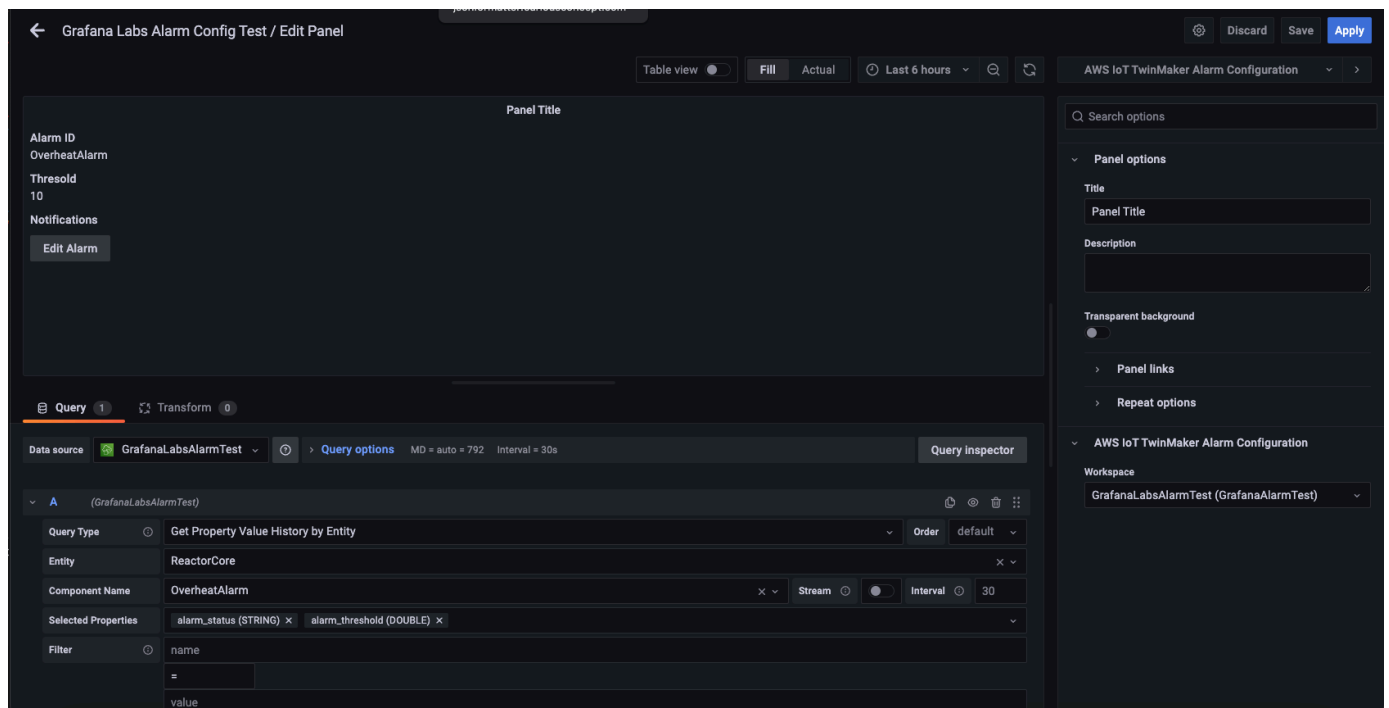 Grafana Labs Alarm Config Test / Edit Panel
Discard
Save
Apply
Table view
Fill
Actual
Last 6 hours
AWS IoT TwinMaker Alarm Configuration
Panel Title
Alarm ID
OverheatAlarm
Thresold
10
Notifications
Edit Alarm
Search options
Panel options
Title
Panel Title
Description
Transparent background
Panel links
Repeat options
AWS IoT TwinMaker Alarm Configuration
Workspace
GrafanaLabsAlarmTest (GrafanaAlarmTest)
Query 1
Transform 0
Data source
GrafanaLabsAlarmTest
Query options
MD = auto = 792
Interval = 30s
Query inspector
A
(GrafanaLabsAlarmTest)
Query Type
Get Property Value History by Entity
Order
default
Entity
ReactorCore
Component Name
OverheatAlarm
Stream
Interval
30
Selected Properties
alarm_status (STRING)
alarm_threshold (DOUBLE)
Filter
name
=
value